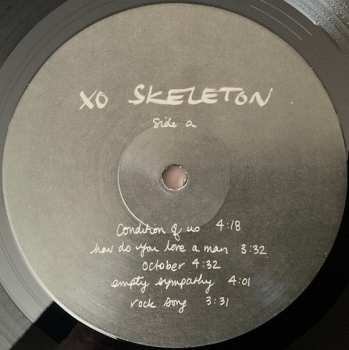 XO SKELETON
side a
Condition of us 4:18
how do you love a man 3:32
october 4:32
empty sympathy 4:01
rock song 3:31